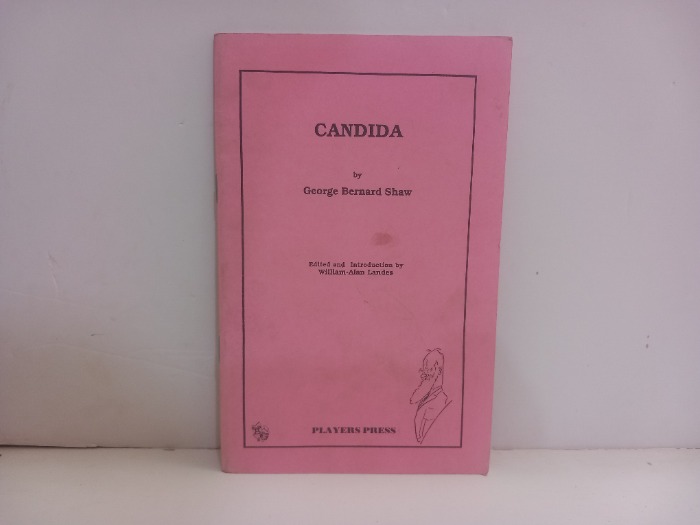 CANDIDA
by
George Bernard Shaw
Edited and Introduction by
William-Alan Landes
PLAYERS PRESS